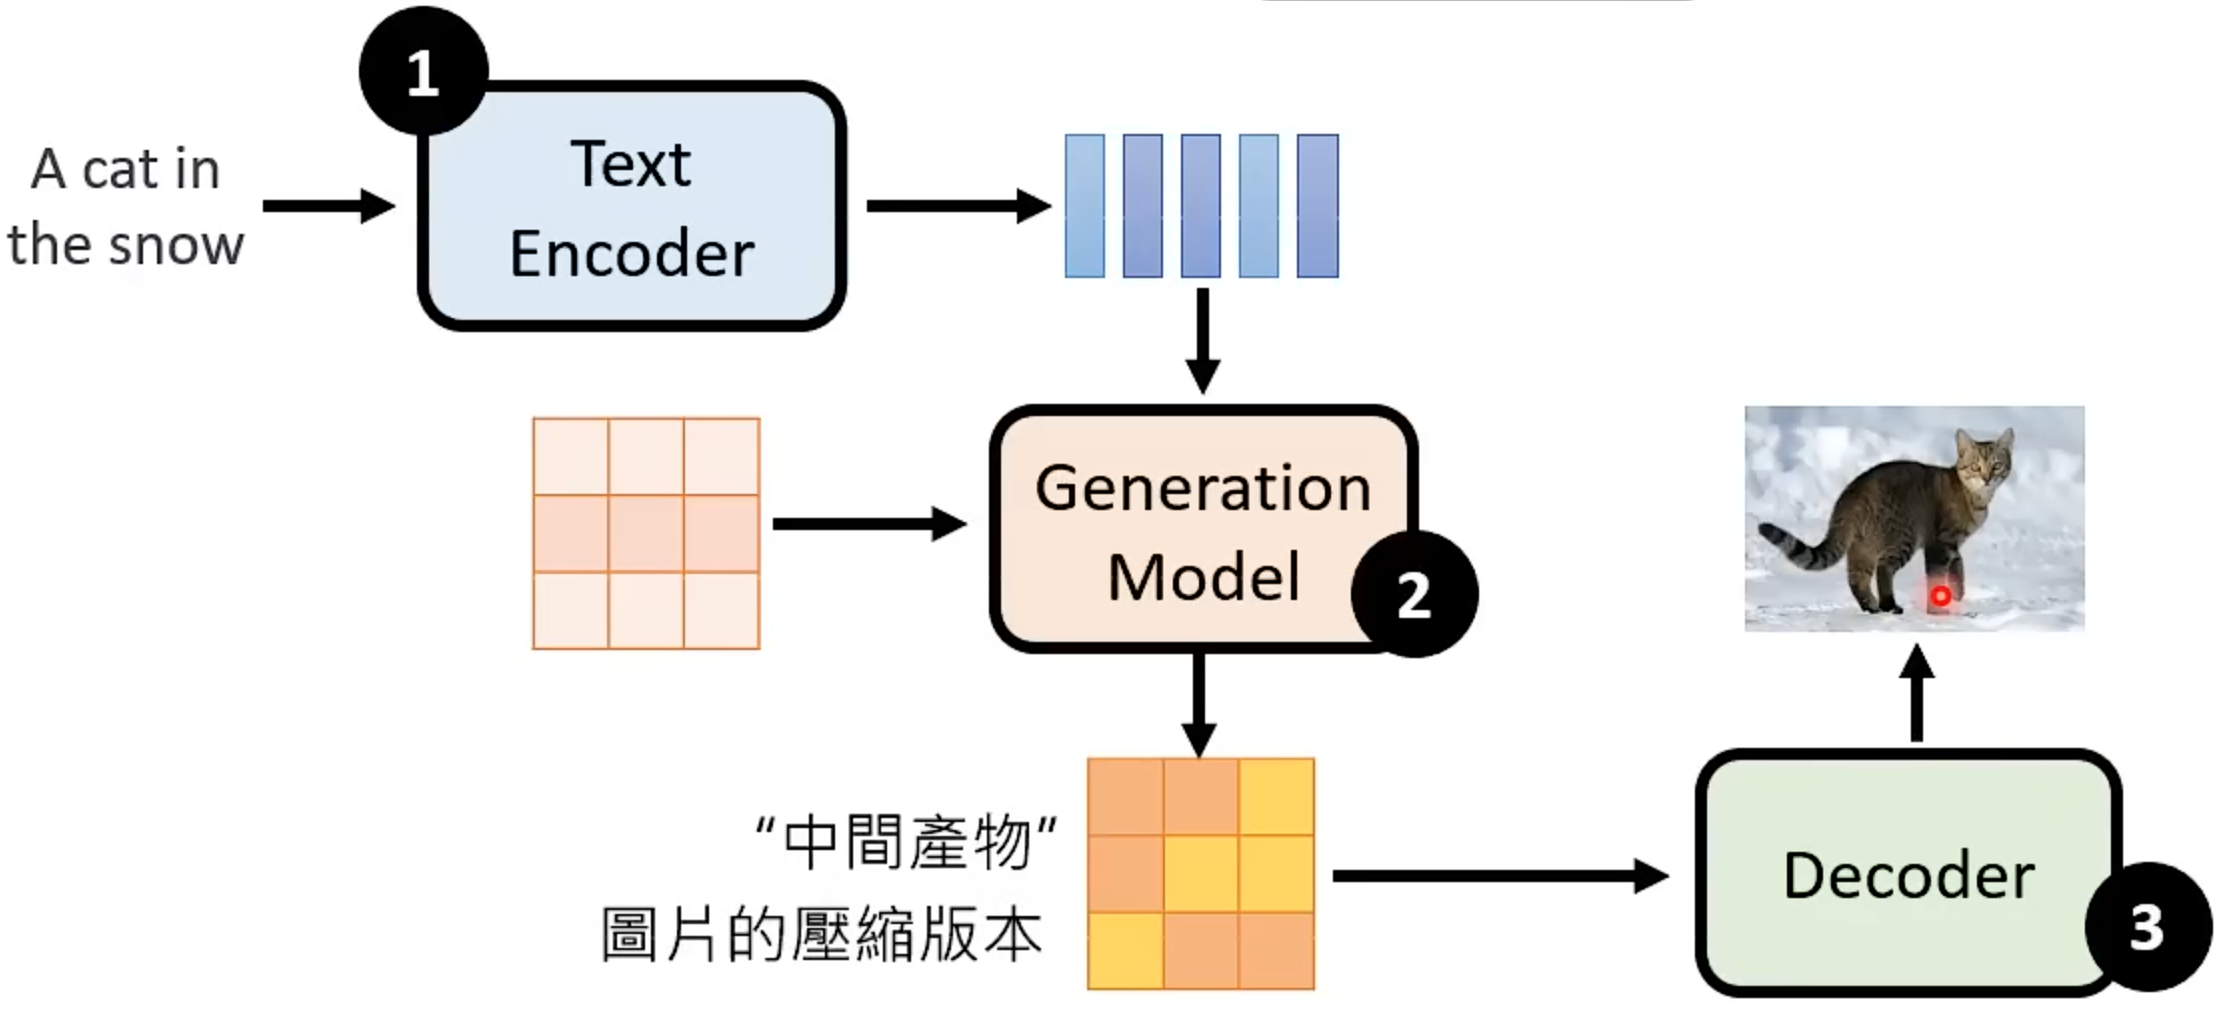 1
Text
Encoder
A cat in
the snow
Generation
Model
2
“中間產物”
圖片的壓縮版本
Decoder
3